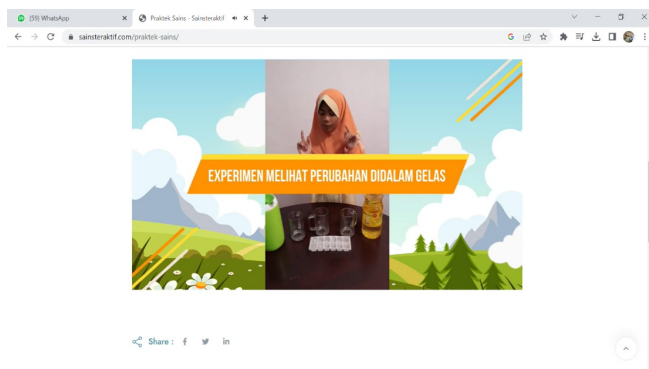 (59) WhatsApp
Praktek Sains - Sainsteraktif
sainsteraktif.com/praktek-sains/
EXPERIMEN MELIHAT PERUBAHAN DIDALAM GELAS
Share :